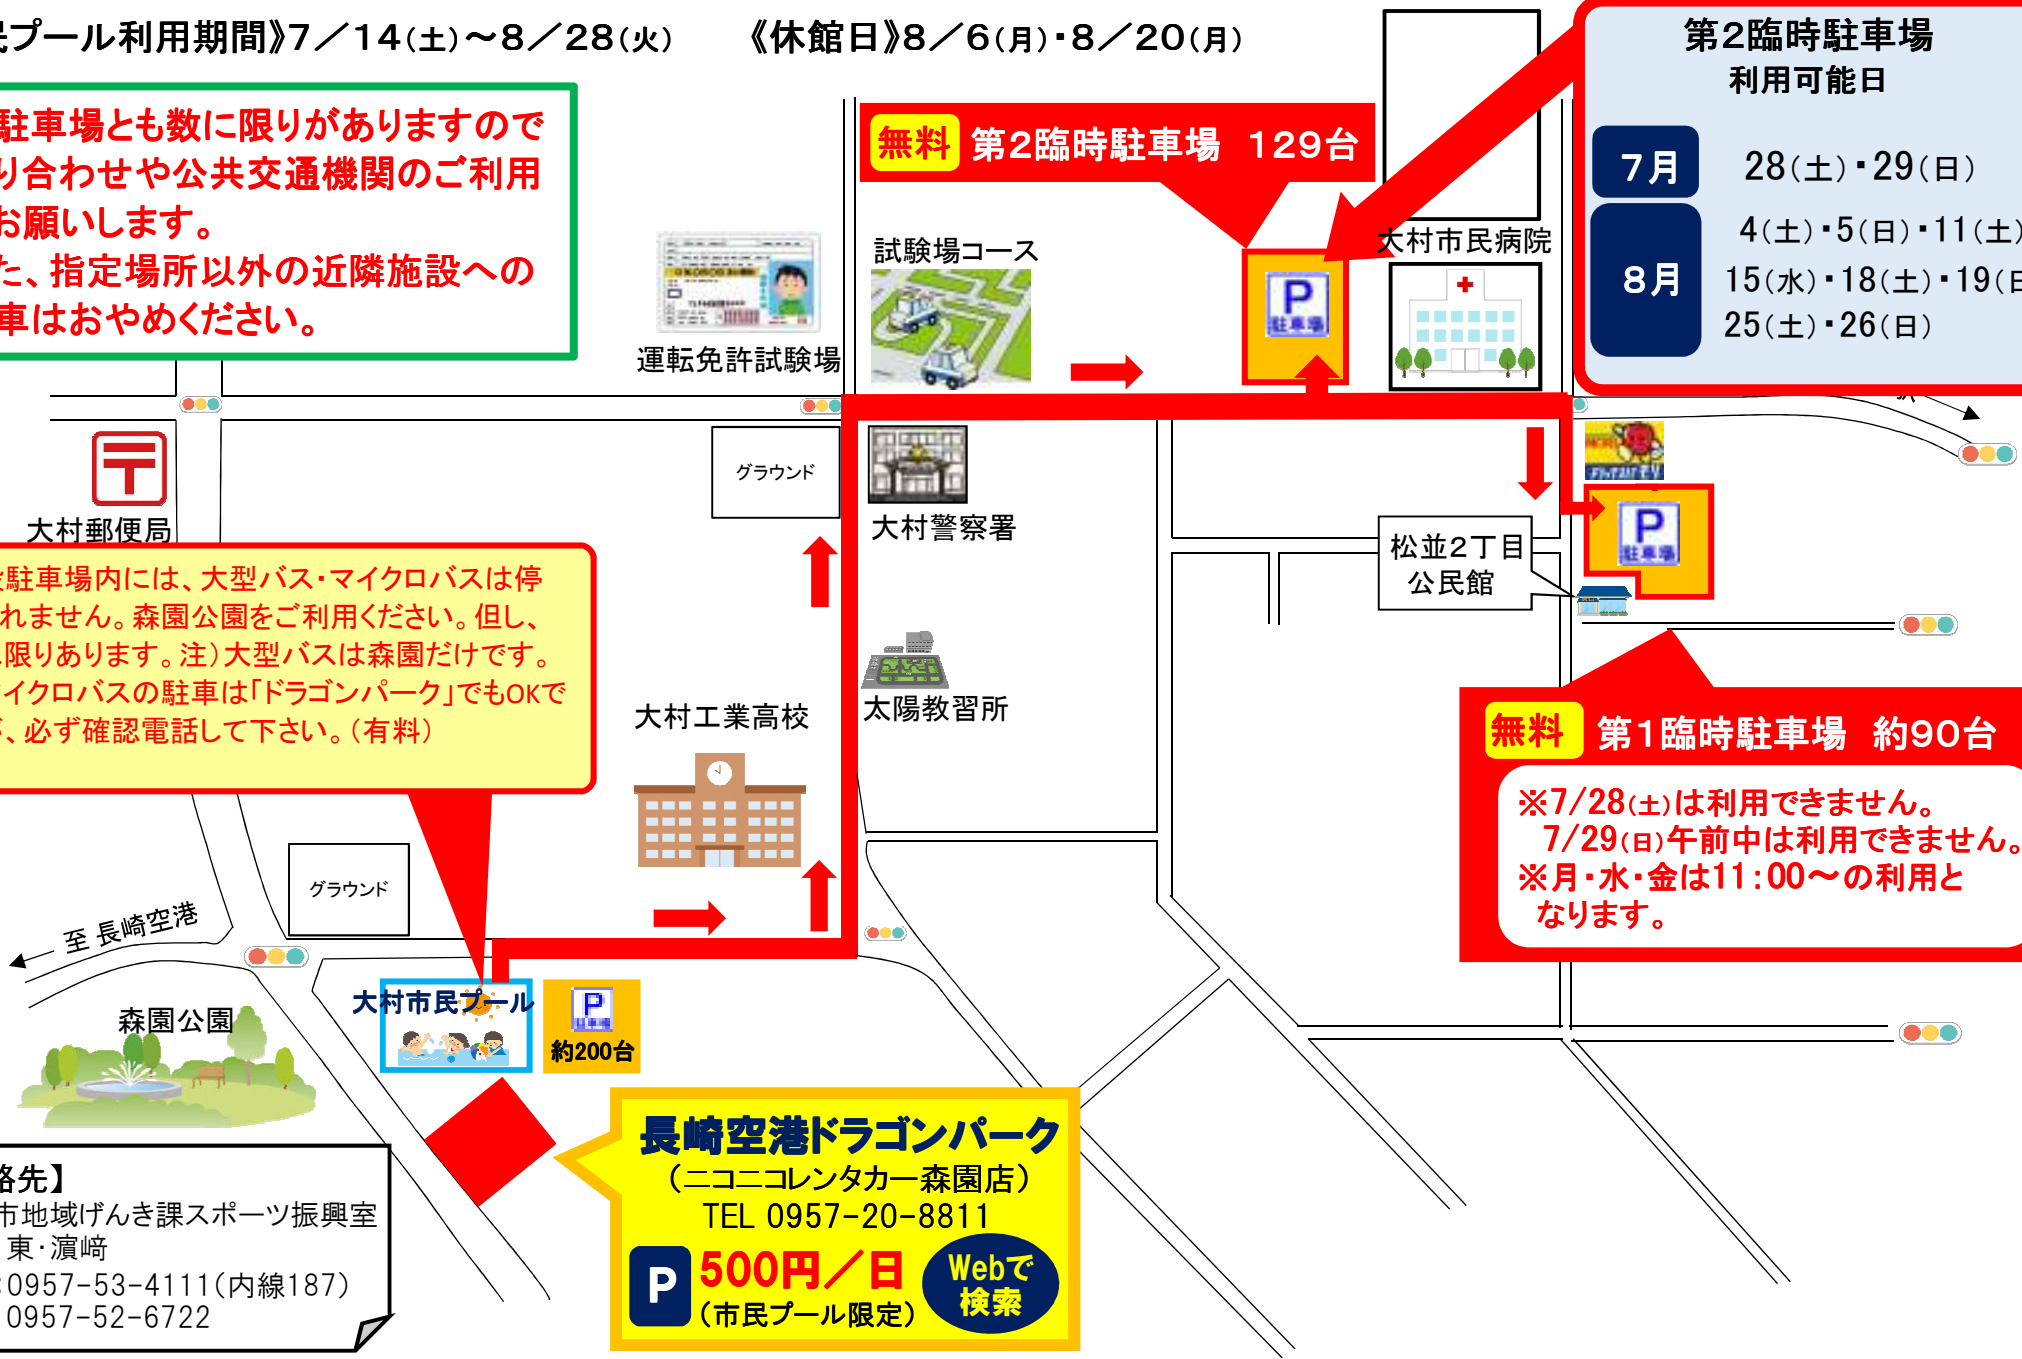 民プール利用期間》7／14(土)～8／28(火)　《休館日》8／6(月)・8／20(月)
駐車場とも数に限りがありますので
り合わせや公共交通機関のご利用
お願いします。
た、指定場所以外の近隣施設への
車はおやめください。
無料 第2臨時駐車場 129台
第2臨時駐車場
利用可能日
7月 28(土)・29(日)
8月 4(土)・5(日)・11(土)
15(水)・18(土)・19(日
25(土)・26(日)
運転免許試験場
試験場コース
P
駐車場
大村市民病院
大村郵便局
グラウンド
大村警察署
松並2丁目
公民館
P
駐車場
駐車場内には、大型バス・マイクロバスは停
れません。森園公園をご利用ください。但し、
限りあります。注)大型バスは森園だけです。
マイクロバスの駐車は「ドラゴンパーク」でもOKで
、必ず確認電話して下さい。(有料)
太陽教習所
大村工業高校
無料 第1臨時駐車場 約90台
※7/28(土)は利用できません。
7/29(日)午前中は利用できません。
※月・水・金は11:00～の利用と
なります。
グラウンド
至 長崎空港
森園公園
大村市民プール
P
駐車場
約200台
長崎空港ドラゴンパーク
(ニコニコレンタカー森園店)
TEL 0957-20-8811
P 500円／日
(市民プール限定)
Webで
検索
絡先】
市地域げんき課スポーツ振興室
東・濵﨑
:0957-53-4111(内線187)
0957-52-6722